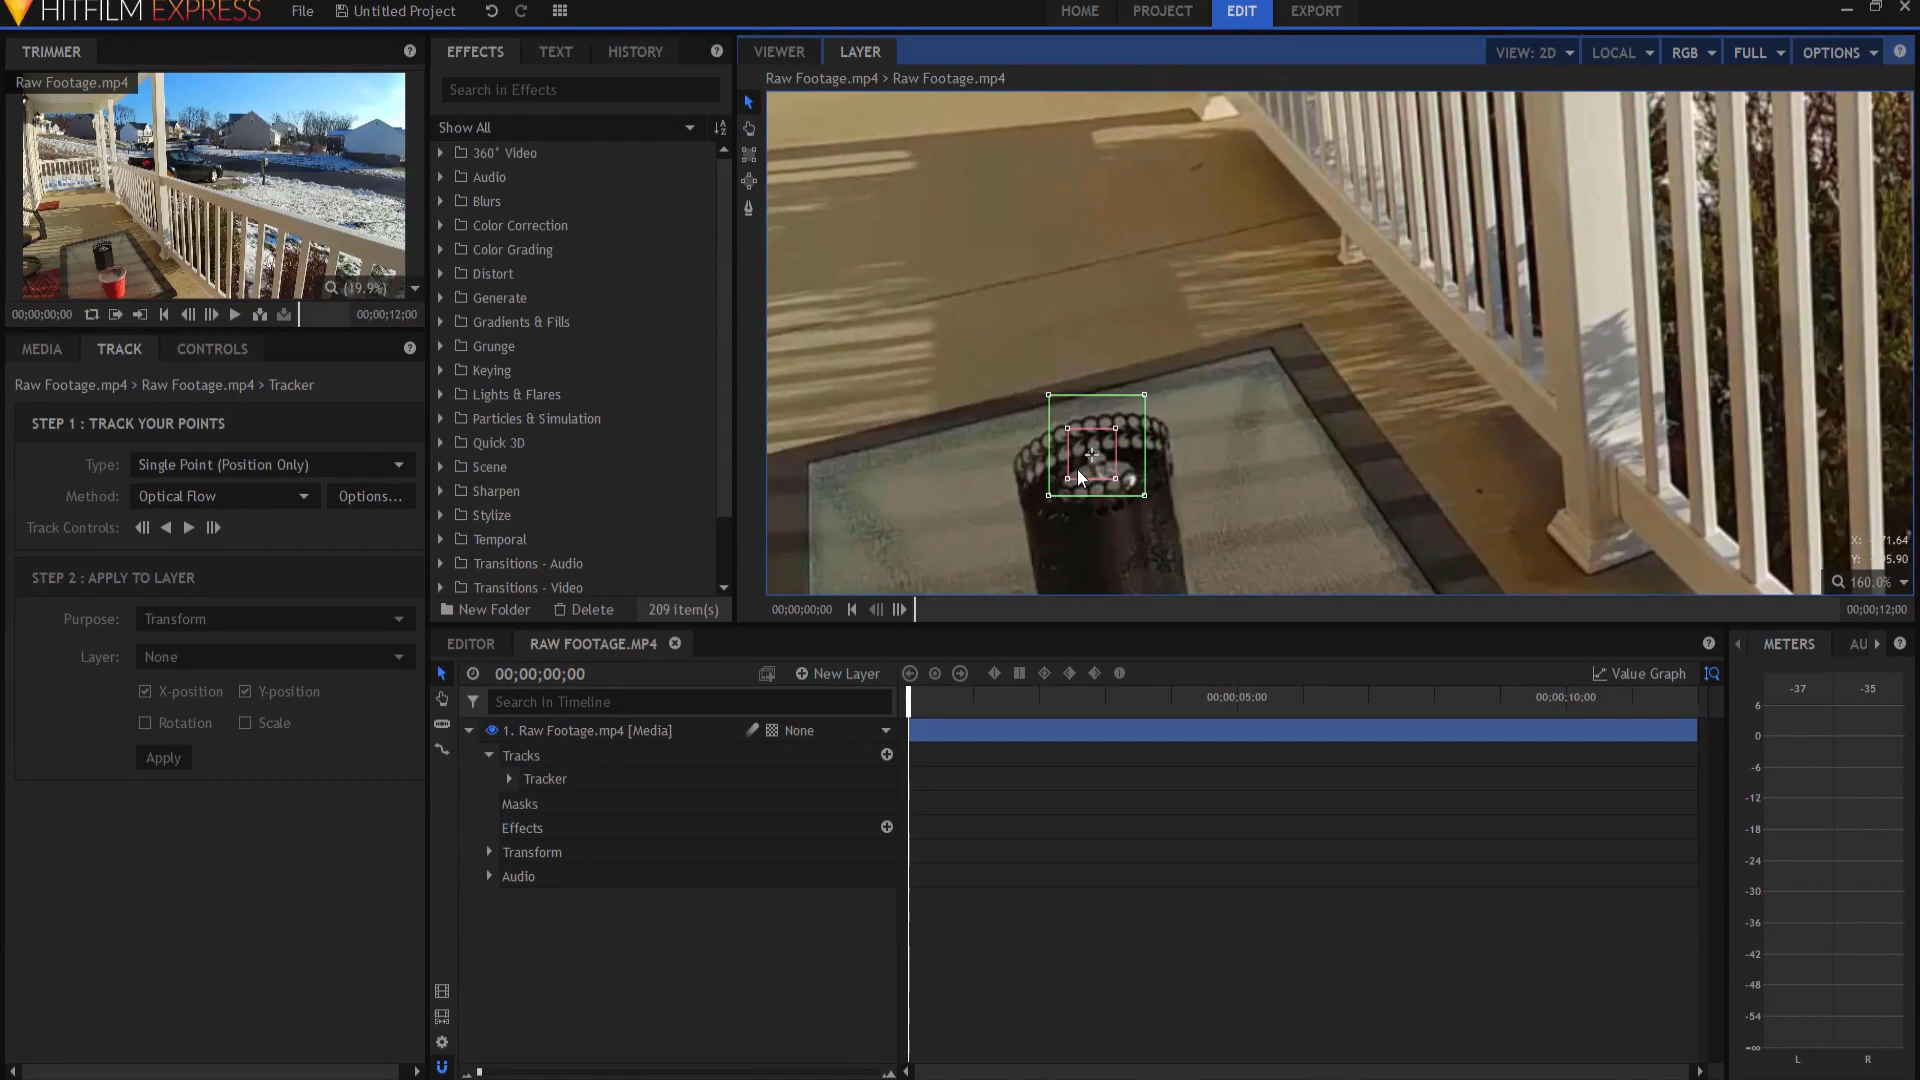 HITFILM EXPRESS
File
Untitled Project
HOME
PROJECT
EDIT
EXPORT
TRIMMER
Raw Footage.mp4
(19.9%)
00;00;00;00
00;00;12;00
MEDIA
TRACK
CONTROLS
Raw Footage.mp4 > Raw Footage.mp4 > Tracker
STEP 1 : TRACK YOUR POINTS
Type: Single Point (Position Only)
Method: Optical Flow Options...
Track Controls:
STEP 2 : APPLY TO LAYER
Purpose: Transform
Layer: None
X-position Y-position
Rotation Scale
Apply
EFFECTS
TEXT
HISTORY
Search in Effects
Show All
360° Video
Audio
Blurs
Color Correction
Color Grading
Distort
Generate
Gradients & Fills
Grunge
Keying
Lights & Flares
Particles & Simulation
Quick 3D
Scene
Sharpen
Stylize
Temporal
Transitions - Audio
Transitions - Video
New Folder Delete 209 item(s)
VIEWER
LAYER
VIEW: 2D
LOCAL
RGB
FULL
OPTIONS
Raw Footage.mp4 > Raw Footage.mp4
X:
Y:
160.0%
00;00;00;00
00;00;12;00
EDITOR
RAW FOOTAGE.MP4
00;00;00;00
New Layer
Value Graph
Search in Timeline
00;00;05;00
00;00;10;00
1. Raw Footage.mp4 [Media] None
Tracks
Tracker
Masks
Effects
Transform
Audio
METERS
AU
-37 -35
6
0
-6
-12
-18
-24
-30
-36
-42
-48
-54
-∞
L R